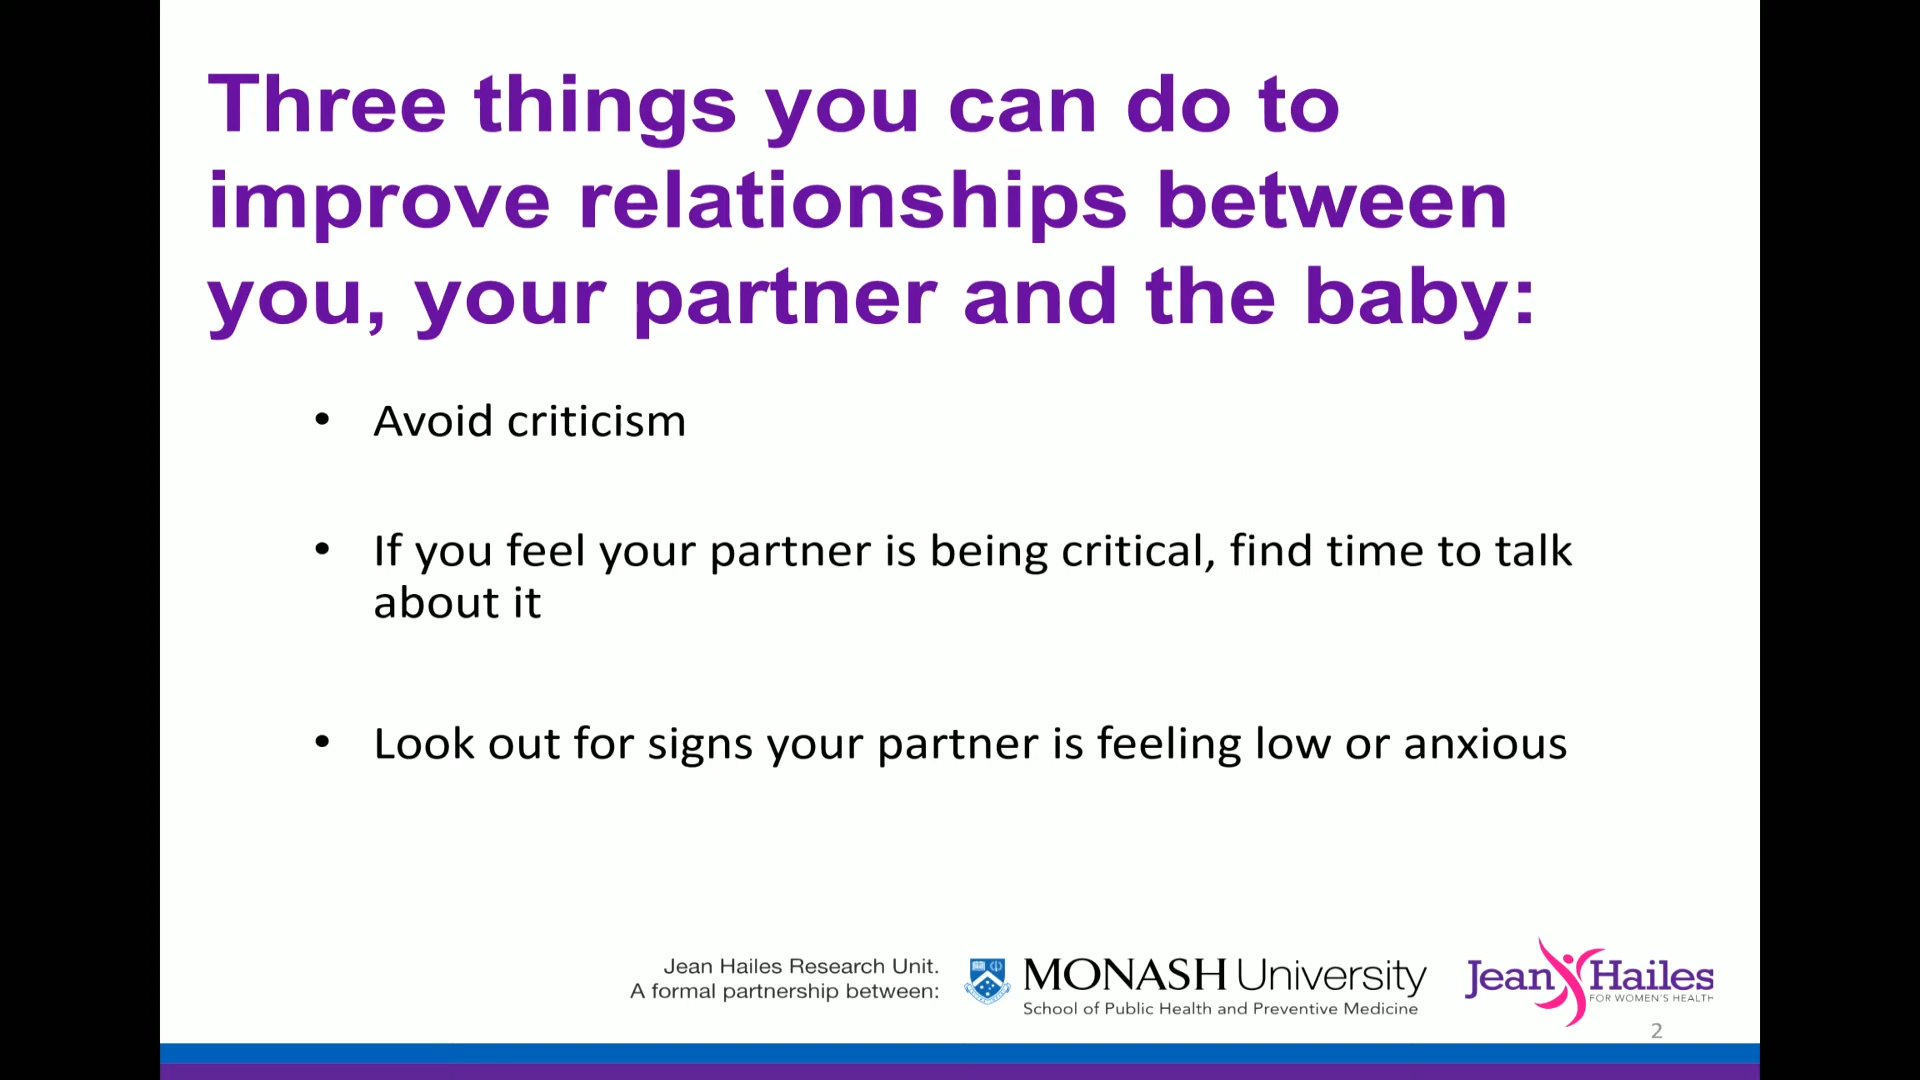 Three things you can do to
improve relationships between
you, your partner and the baby:
• Avoid criticism
• If you feel your partner is being critical, find time to talk
about it
• Look out for signs your partner is feeling low or anxious
Jean Hailes Research Unit.
A formal partnership between:
MONASH University
School of Public Health and Preventive Medicine
Jean Hailes
FOR WOMEN'S HEALTH
2